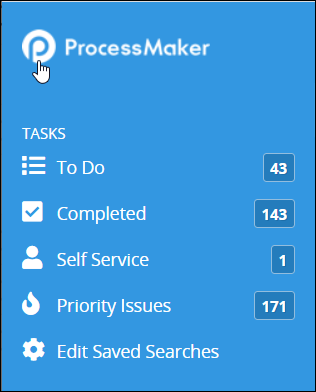 ProcessMaker
TASKS
To Do 43
Completed 143
Self Service 1
Priority Issues 171
Edit Saved Searches